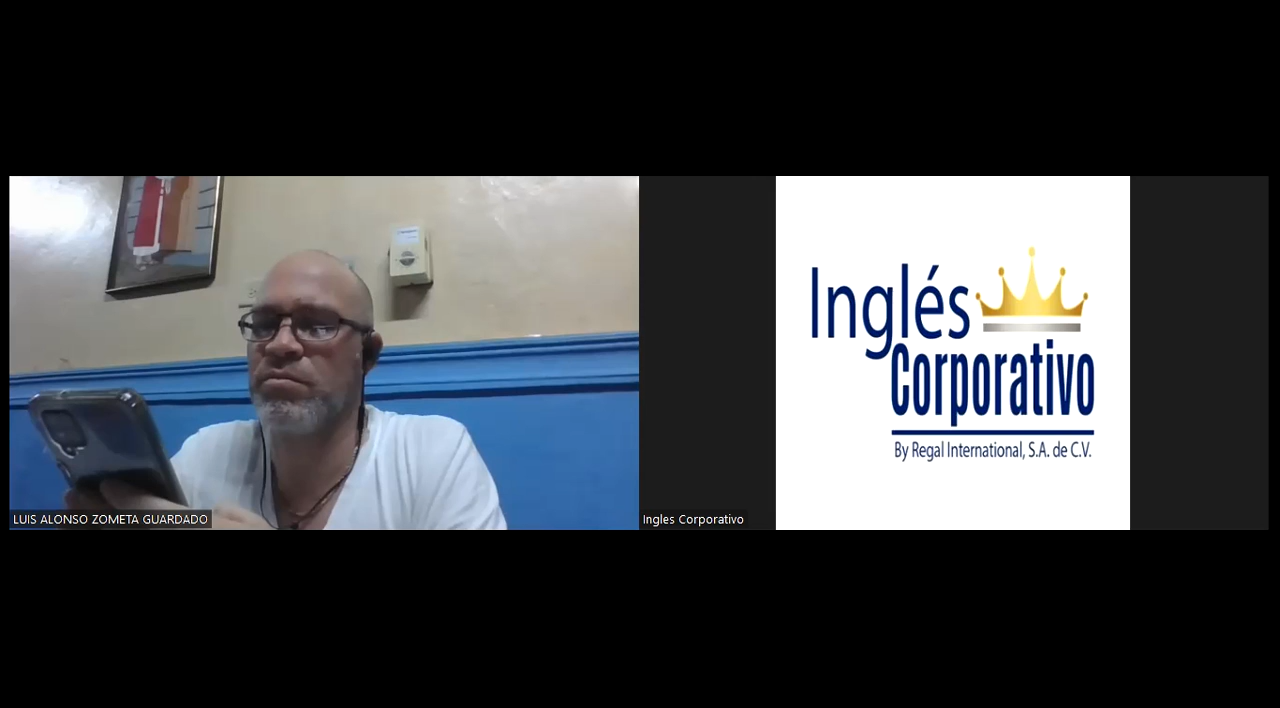 Inglés
Corporativo
By Regal International, S.A. de C.V.
LUIS ALONSO ZOMETA GUARDADO
Ingles Corporativo